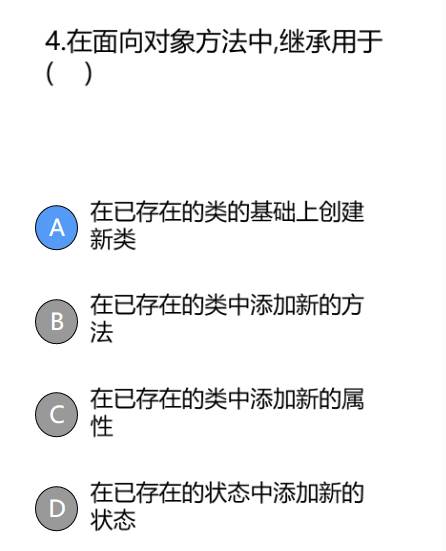 4.在面向对象方法中,继承用于
(    )
A
在已存在的类的基础上创建
新类
B
在已存在的类中添加新的方
法
C
在已存在的类中添加新的属
性
D
在已存在的状态中添加新的
状态